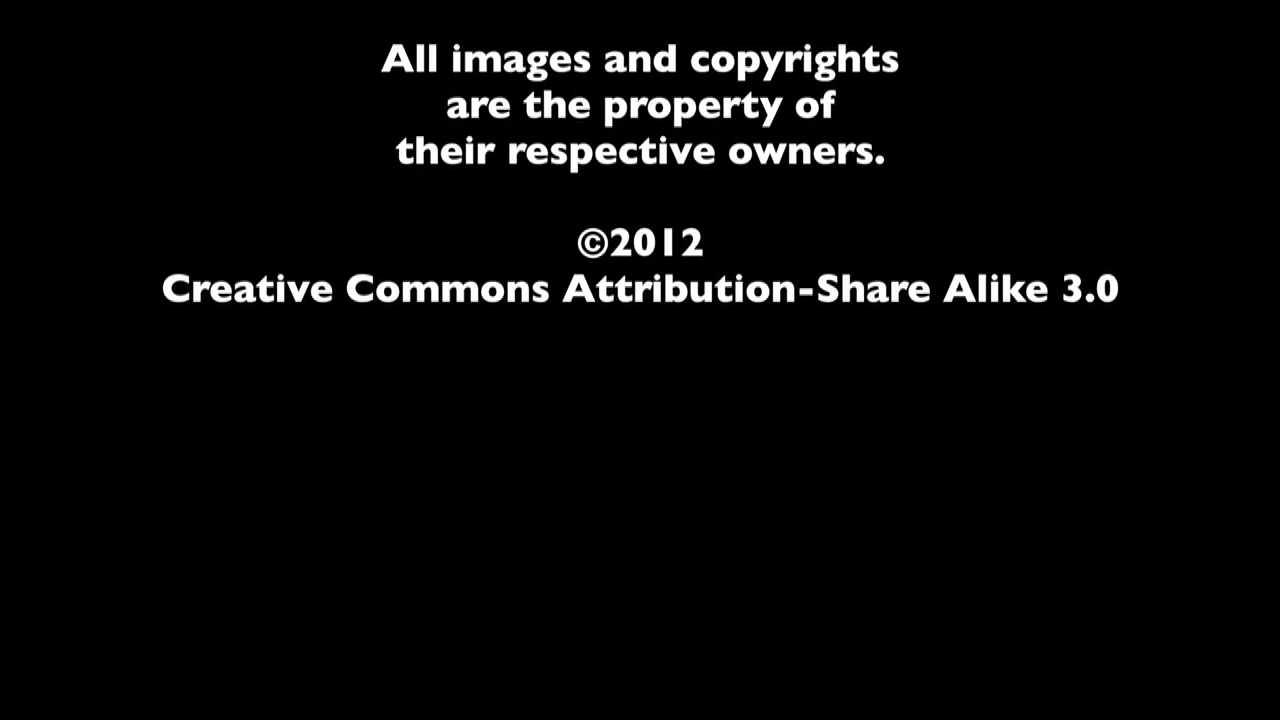 All images and copyrights
are the property of
their respective owners.
©2012
Creative Commons Attribution-Share Alike 3.0